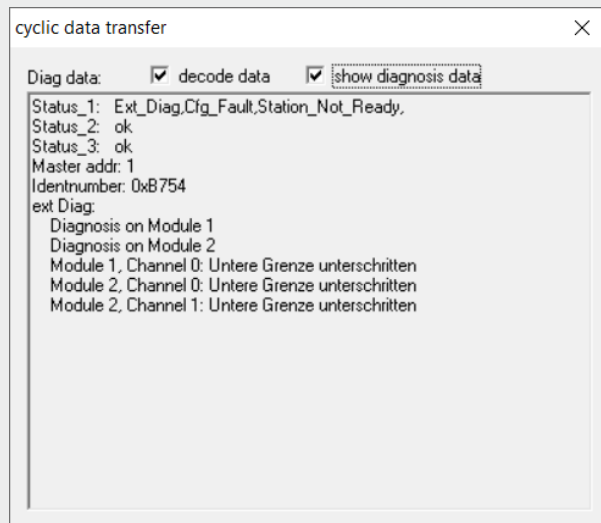 cyclic data transfer
Diag data: decode data show diagnosis data
Status_1: Ext_Diag,Cfg_Fault,Station_Not_Ready,
Status_2: ok
Status_3: ok
Master addr: 1
Identnumber: 0xB754
ext Diag:
Diagnosis on Module 1
Diagnosis on Module 2
Module 1, Channel 0: Untere Grenze unterschritten
Module 2, Channel 0: Untere Grenze unterschritten
Module 2, Channel 1: Untere Grenze unterschritten